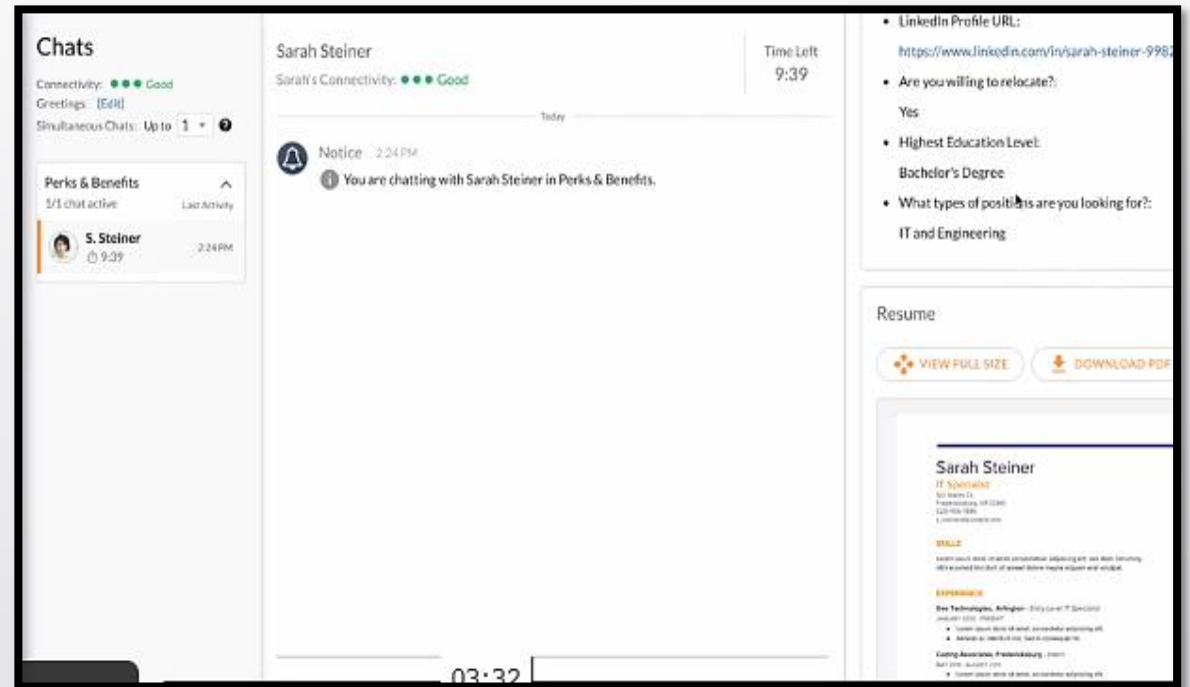 Chats
Connectivity: Good
Greetings: [Edit]
Simultaneous Chats: Up to 1
Perks & Benefits
1/1 chat active
Last Activity
S. Steiner
9:39
2:24PM
Sarah Steiner
Sarah's Connectivity: Good
Time Left
9:39
Today
Notice 2:24 PM
You are chatting with Sarah Steiner in Perks & Benefits.
LinkedIn Profile URL:
https://www.linkedin.com/in/sarah-steiner-9982
Are you willing to relocate?:
Yes
Highest Education Level:
Bachelor's Degree
What types of positions are you looking for?:
IT and Engineering
Resume
VIEW FULL SIZE
DOWNLOAD PDF
Sarah Steiner
IT Specialist
SKILLS
EXPERIENCE
03:32